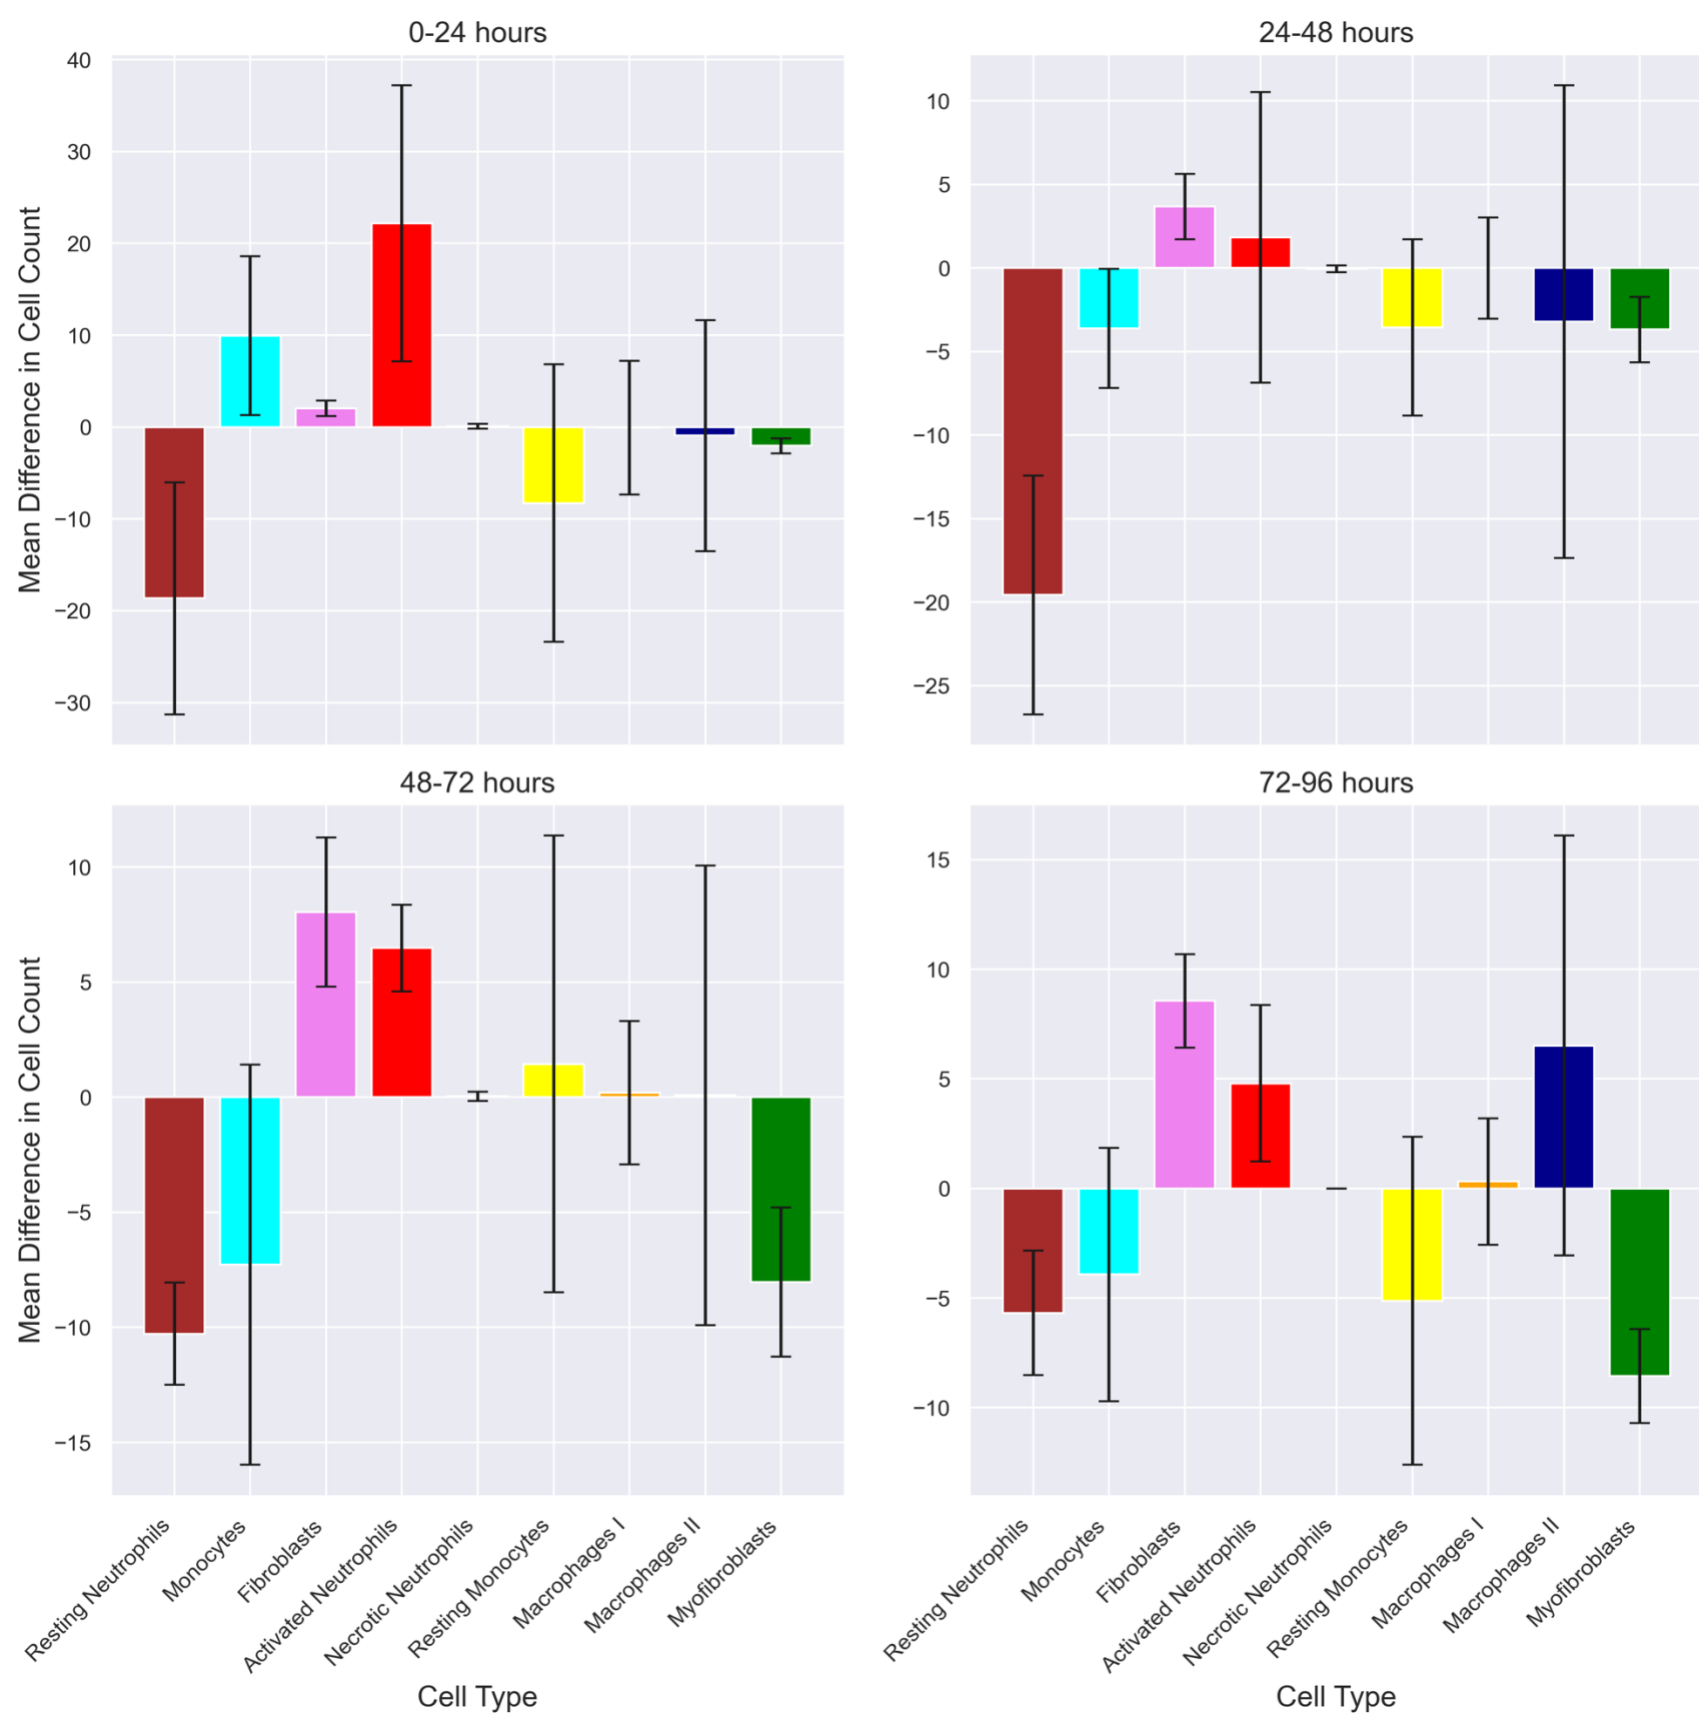 0-24 hours
24-48 hours
Mean Difference in Cell Count
40
30
20
10
0
−10
−20
−30
10
5
0
−5
−10
−15
−20
−25
48-72 hours
72-96 hours
Mean Difference in Cell Count
10
5
0
−5
−10
−15
15
10
5
0
−5
−10
Resting Neutrophils
Monocytes
Fibroblasts
Activated Neutrophils
Necrotic Neutrophils
Resting Monocytes
Macrophages I
Macrophages II
Myofibroblasts
Resting Neutrophils
Monocytes
Fibroblasts
Activated Neutrophils
Necrotic Neutrophils
Resting Monocytes
Macrophages I
Macrophages II
Myofibroblasts
Cell Type
Cell Type